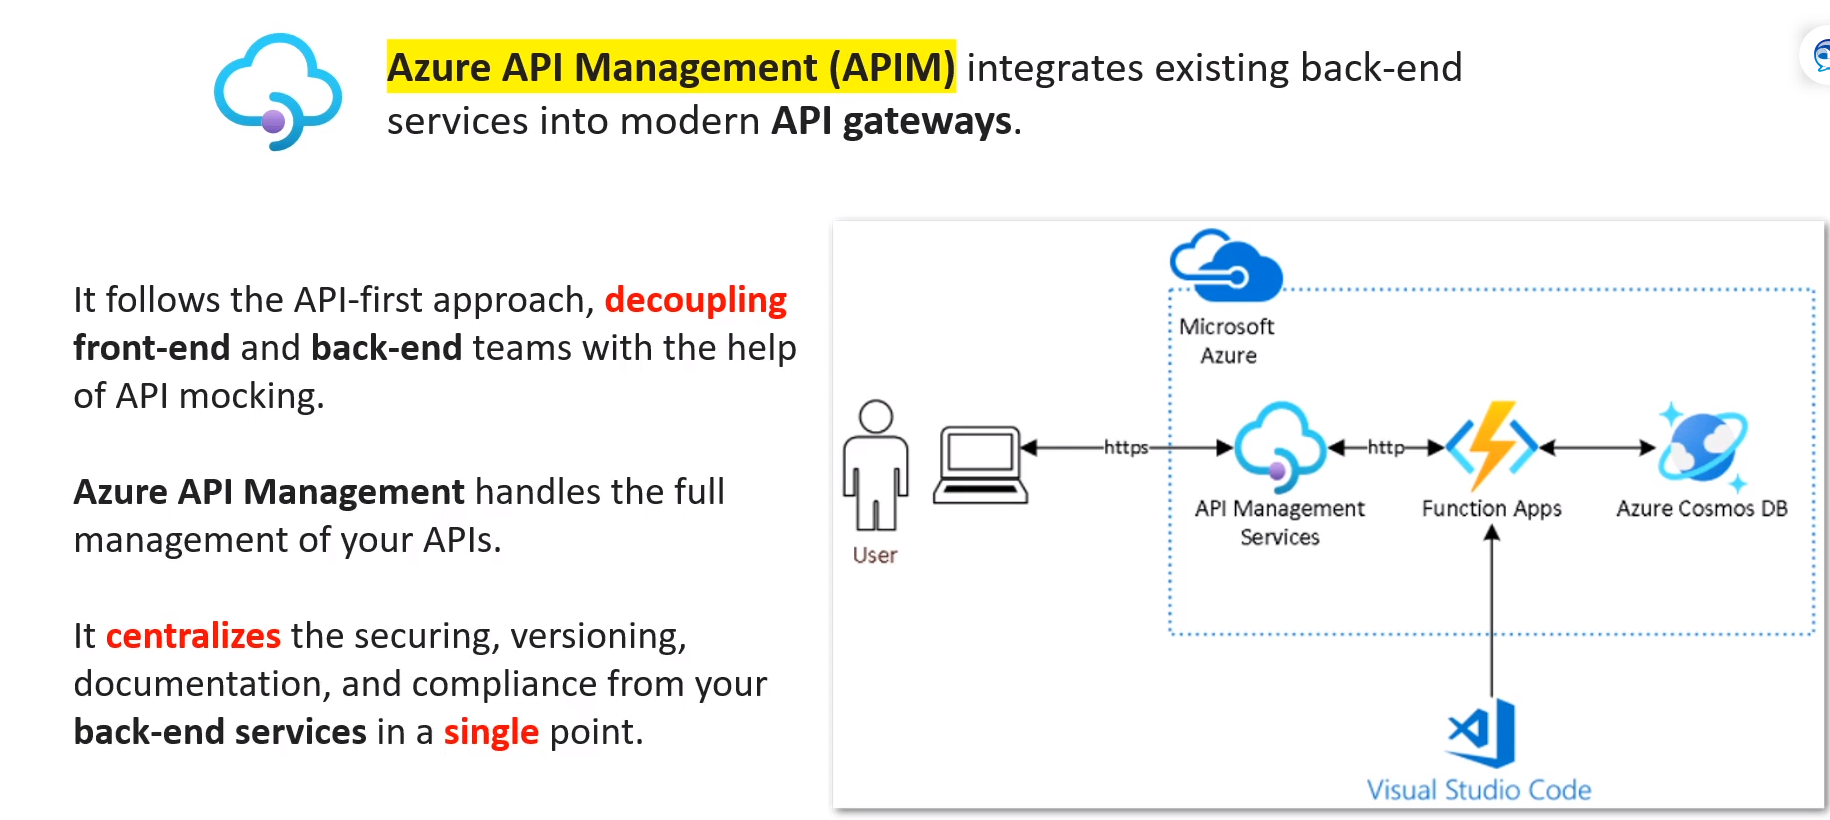 Azure API Management (APIM) integrates existing back-end
services into modern API gateways.
It follows the API-first approach, decoupling
front-end and back-end teams with the help
of API mocking.
Azure API Management handles the full
management of your APIs.
It centralizes the securing, versioning,
documentation, and compliance from your
back-end services in a single point.
Microsoft
Azure
https
http
User
API Management
Services
Function Apps
Azure Cosmos DB
Visual Studio Code